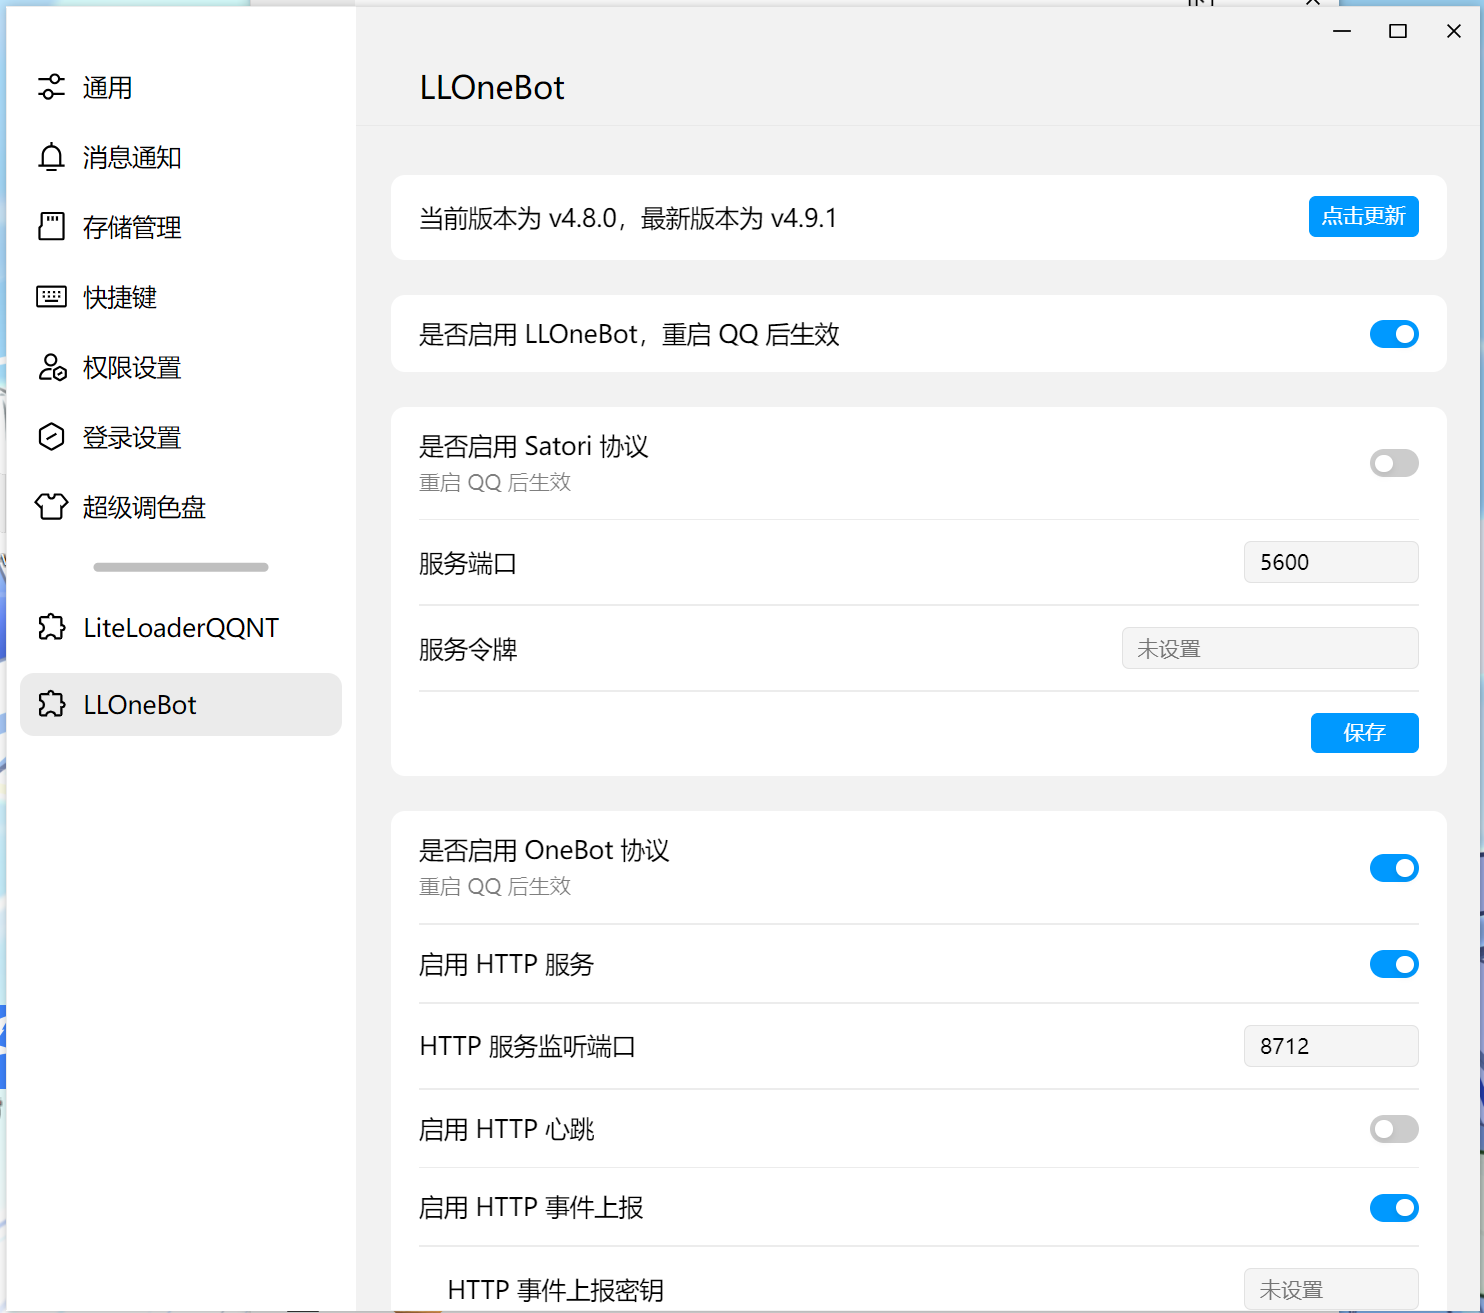 通用
消息通知
存储管理
快捷键
权限设置
登录设置
超级调色盘
LiteLoaderQQNT
LLOneBot
LLOneBot
当前版本为 v4.8.0，最新版本为 v4.9.1
点击更新
是否启用 LLOneBot，重启 QQ 后生效
是否启用 Satori 协议
重启 QQ 后生效
服务端口
5600
服务令牌
未设置
保存
是否启用 OneBot 协议
重启 QQ 后生效
启用 HTTP 服务
HTTP 服务监听端口
8712
启用 HTTP 心跳
启用 HTTP 事件上报
HTTP 事件上报密钥
未设置